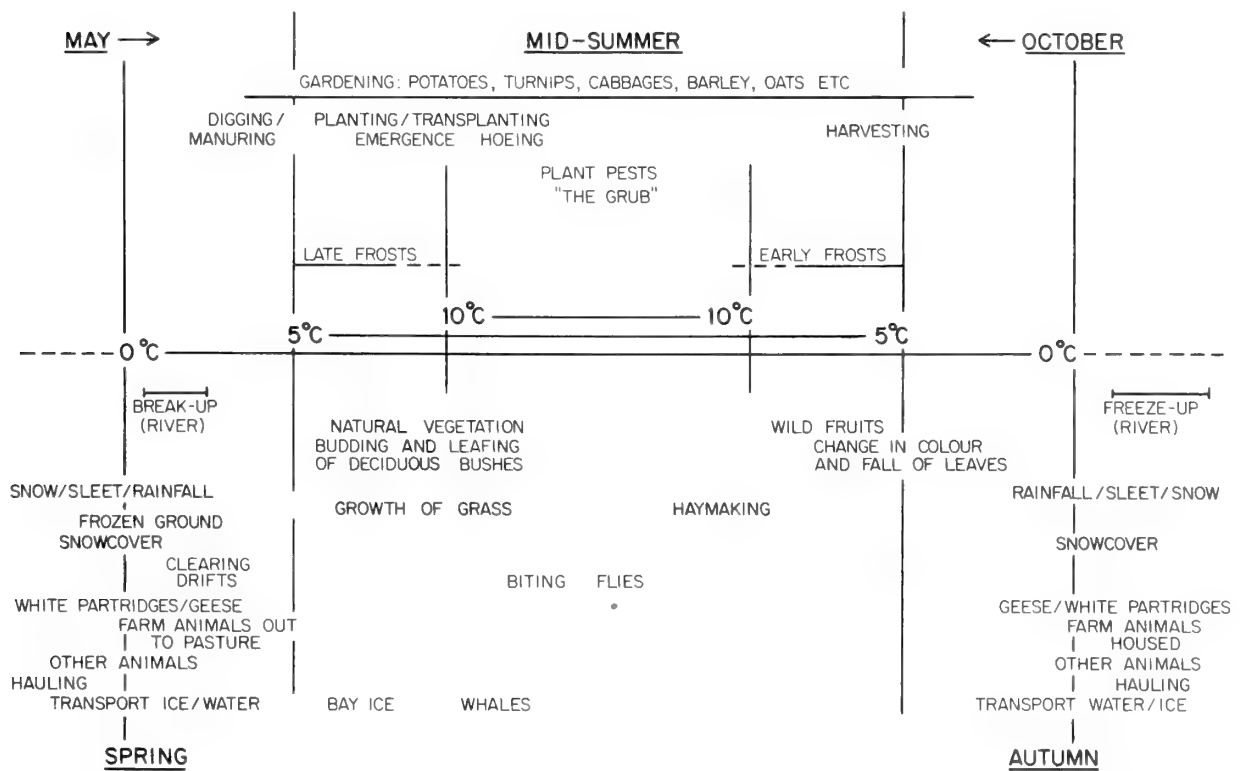 MAY →
MID-SUMMER
← OCTOBER
GARDENING: POTATOES, TURNIPS, CABBAGES, BARLEY, OATS ETC
DIGGING/
MANURING
PLANTING/TRANSPLANTING
EMERGENCE HOEING
HARVESTING
PLANT PESTS
"THE GRUB"
LATE FROSTS
EARLY FROSTS
10°C
10°C
5°C
5°C
0°C
0°C
BREAK-UP
(RIVER)
FREEZE-UP
(RIVER)
NATURAL VEGETATION
BUDDING AND LEAFING
OF DECIDUOUS BUSHES
WILD FRUITS
CHANGE IN COLOUR
AND FALL OF LEAVES
SNOW/SLEET/RAINFALL
RAINFALL/SLEET/SNOW
GROWTH OF GRASS
HAYMAKING
FROZEN GROUND
SNOWCOVER
SNOWCOVER
CLEARING
DRIFTS
BITING FLIES
WHITE PARTRIDGES/GEESE
GEESE/WHITE PARTRIDGES
FARM ANIMALS OUT
TO PASTURE
FARM ANIMALS
HOUSED
OTHER ANIMALS
OTHER ANIMALS
HAULING
HAULING
TRANSPORT ICE/WATER
BAY ICE
WHALES
TRANSPORT WATER/ICE
SPRING
AUTUMN